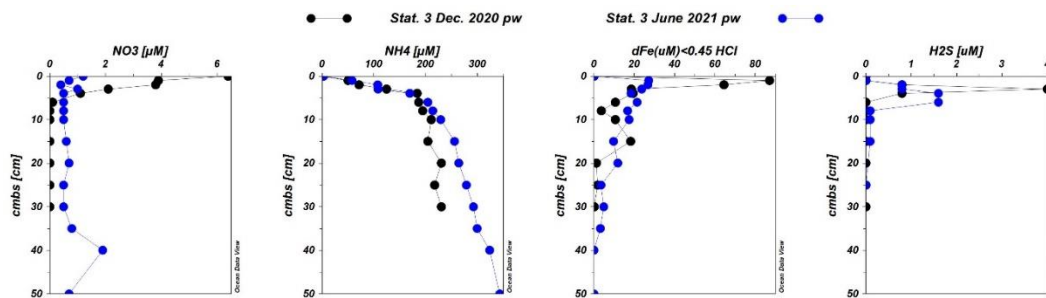 Stat. 3 Dec. 2020 pw
Stat. 3 June 2021 pw
NO3 [µM]
0 2 4 6
cmbs [cm]
0
10
20
30
40
50
Ocean Data View
NH4 [µM]
0 50 100 200 300
cmbs [cm]
0
10
20
30
40
50
Ocean Data View
dFe(uM)<0.45 HCl
0 20 40 60 80
cmbs [cm]
0
10
20
30
40
50
Ocean Data View
H2S [uM]
0 1 2 3 4
cmbs [cm]
0
10
20
30
40
50